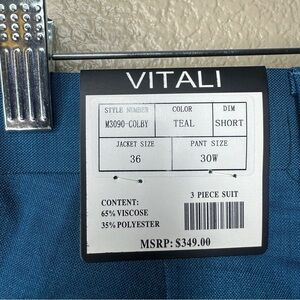 VITALI
STYLE NUMBER COLOR DIM
M3090-COLBY TEAL SHORT
JACKET SIZE PANT SIZE
36 30W
CONTENT: 3 PIECE SUIT
65% VISCOSE
35% POLYESTER
MSRP: $349.00